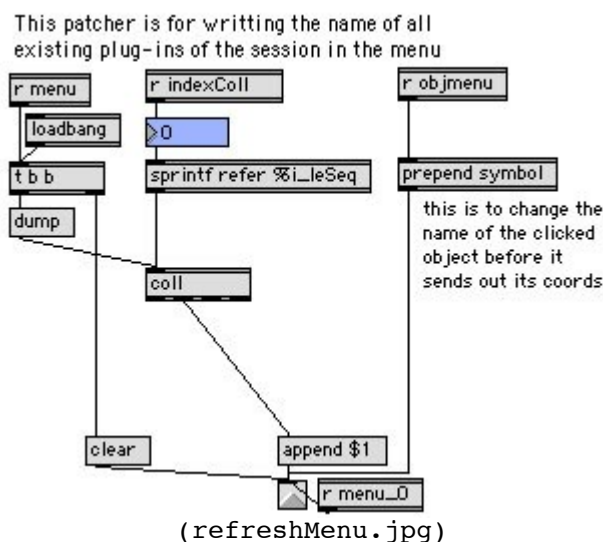 This patcher is for writting the name of all
existing plug-ins of the session in the menu
r menu
r indexColl
r objmenu
loadbang
0
t b b
sprintf refer %i_leSeq
prepend symbol
dump
this is to change the
name of the clicked
object before it
sends out its coords
coll
clear
append $1
r menu_0
(refreshMenu.jpg)